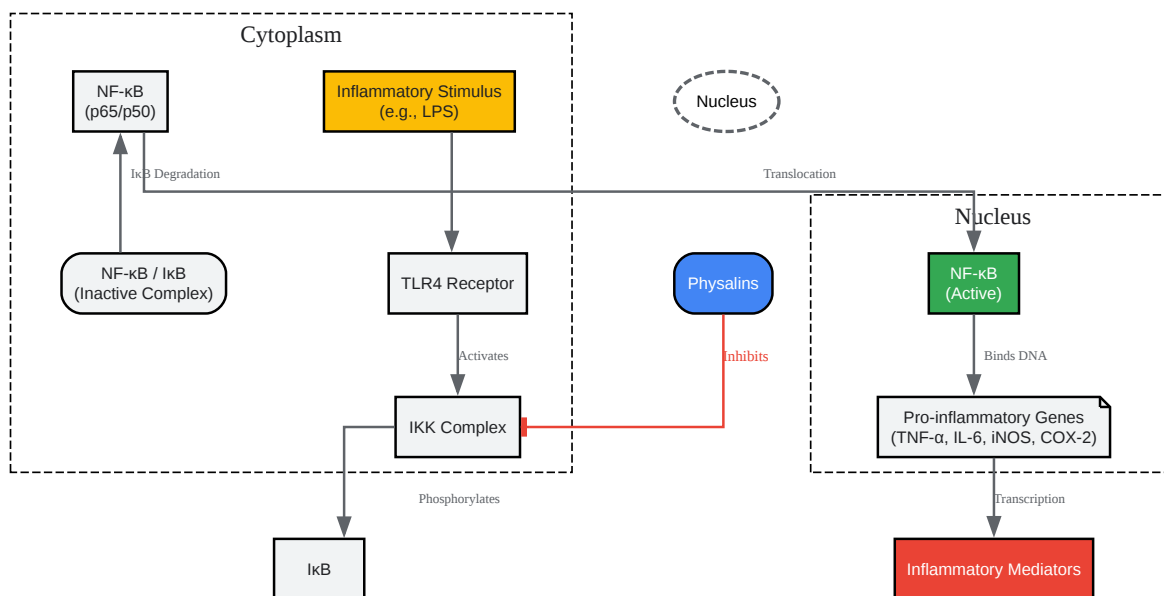 Cytoplasm
NF-κB
(p65/p50)
Inflammatory Stimulus
(e.g., LPS)
Nucleus
IκB Degradation
Translocation
Nucleus
NF-κB / IκB
(Inactive Complex)
TLR4 Receptor
Physalins
NF-κB
(Active)
Activates
Inhibits
Binds DNA
IKK Complex
Pro-inflammatory Genes
(TNF-α, IL-6, iNOS, COX-2)
Phosphorylates
Transcription
IκB
Inflammatory Mediators